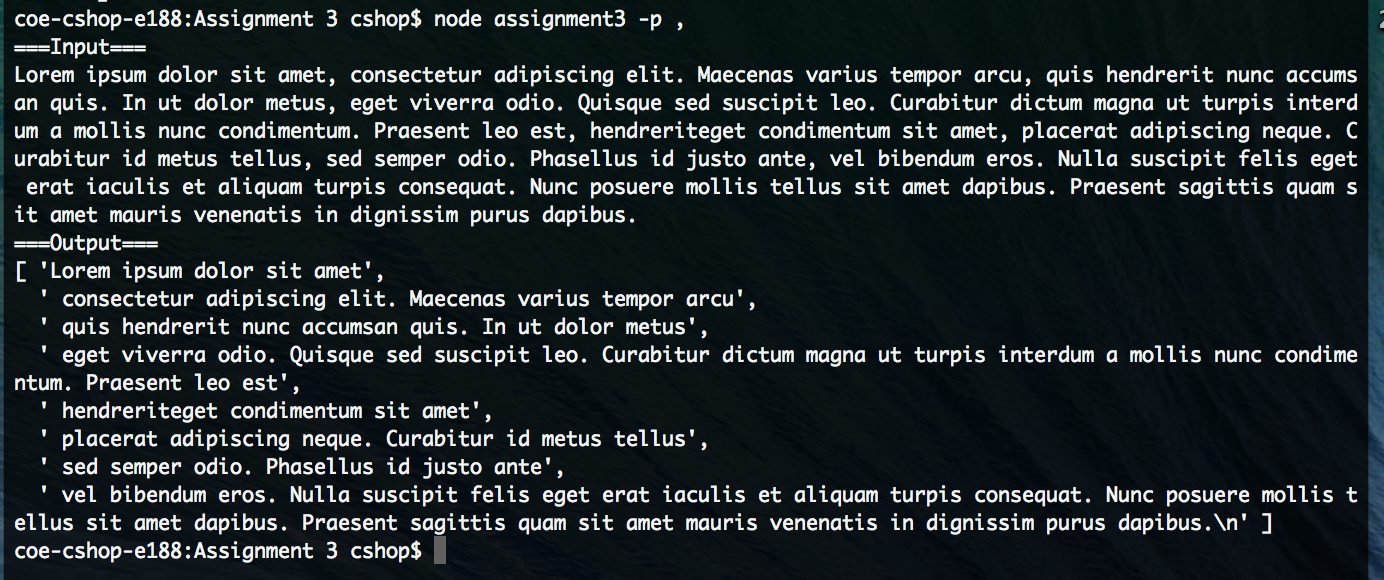 coe-cshop-e188:Assignment 3 cshop$ node assignment3 -p ,
===Input===
Lorem ipsum dolor sit amet, consectetur adipiscing elit. Maecenas varius tempor arcu, quis hendrerit nunc accums
an quis. In ut dolor metus, eget viverra odio. Quisque sed suscipit leo. Curabitur dictum magna ut turpis interd
um a mollis nunc condimentum. Praesent leo est, hendreriteget condimentum sit amet, placerat adipiscing neque. C
urabitur id metus tellus, sed semper odio. Phasellus id justo ante, vel bibendum eros. Nulla suscipit felis eget
 erat iaculis et aliquam turpis consequat. Nunc posuere mollis tellus sit amet dapibus. Praesent sagittis quam s
it amet mauris venenatis in dignissim purus dapibus.
===Output===
[ 'Lorem ipsum dolor sit amet',
  ' consectetur adipiscing elit. Maecenas varius tempor arcu',
  ' quis hendrerit nunc accumsan quis. In ut dolor metus',
  ' eget viverra odio. Quisque sed suscipit leo. Curabitur dictum magna ut turpis interdum a mollis nunc condime
ntum. Praesent leo est',
  ' hendreriteget condimentum sit amet',
  ' placerat adipiscing neque. Curabitur id metus tellus',
  ' sed semper odio. Phasellus id justo ante',
  ' vel bibendum eros. Nulla suscipit felis eget erat iaculis et aliquam turpis consequat. Nunc posuere mollis t
ellus sit amet dapibus. Praesent sagittis quam sit amet mauris venenatis in dignissim purus dapibus.\n' ]
coe-cshop-e188:Assignment 3 cshop$